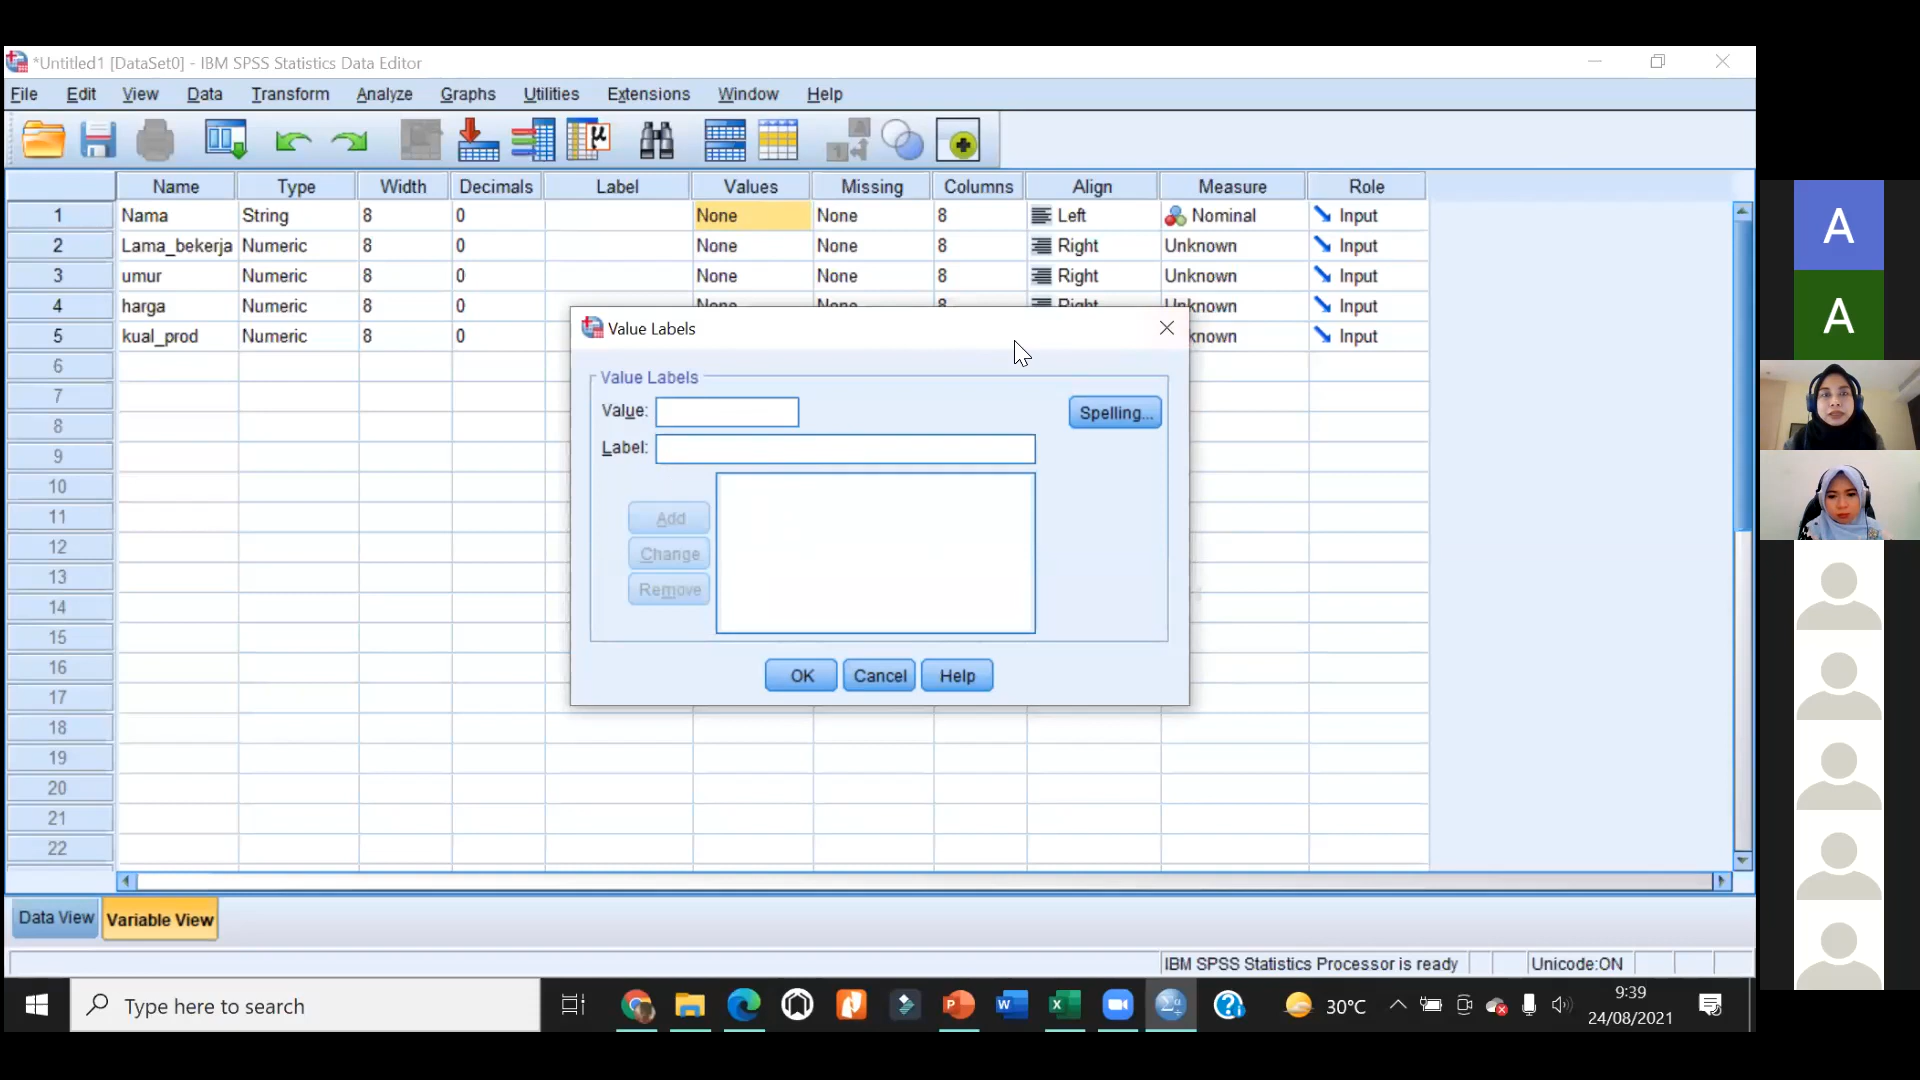 *Untitled1 [DataSet0] - IBM SPSS Statistics Data Editor
File Edit View Data Transform Analyze Graphs Utilities Extensions Window Help
Name Type Width Decimals Label Values Missing Columns Align Measure Role
1 Nama String 8 0 None None 8 Left Nominal Input
2 Lama_bekerja Numeric 8 0 None None 8 Right Unknown Input
3 umur Numeric 8 0 None None 8 Right Unknown Input
4 harga Numeric 8 0 None None 8 Right Unknown Input
5 kual_prod Numeric 8 0 known Input
6
7
8
9
10
11
12
13
14
15
16
17
18
19
20
21
22
Value Labels
Value Labels
Value:
Spelling...
Label:
Add
Change
Remove
OK Cancel Help
Data View Variable View
IBM SPSS Statistics Processor is ready Unicode:ON
Type here to search
30°C
9:39
24/08/2021
A
A